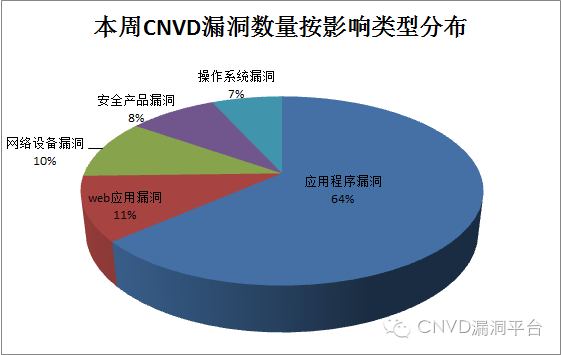 本周CNVD漏洞数量按影响类型分布
操作系统漏洞
7%
安全产品漏洞
8%
网络设备漏洞
10%
web应用漏洞
11%
应用程序漏洞
64%
CNVD漏洞平台